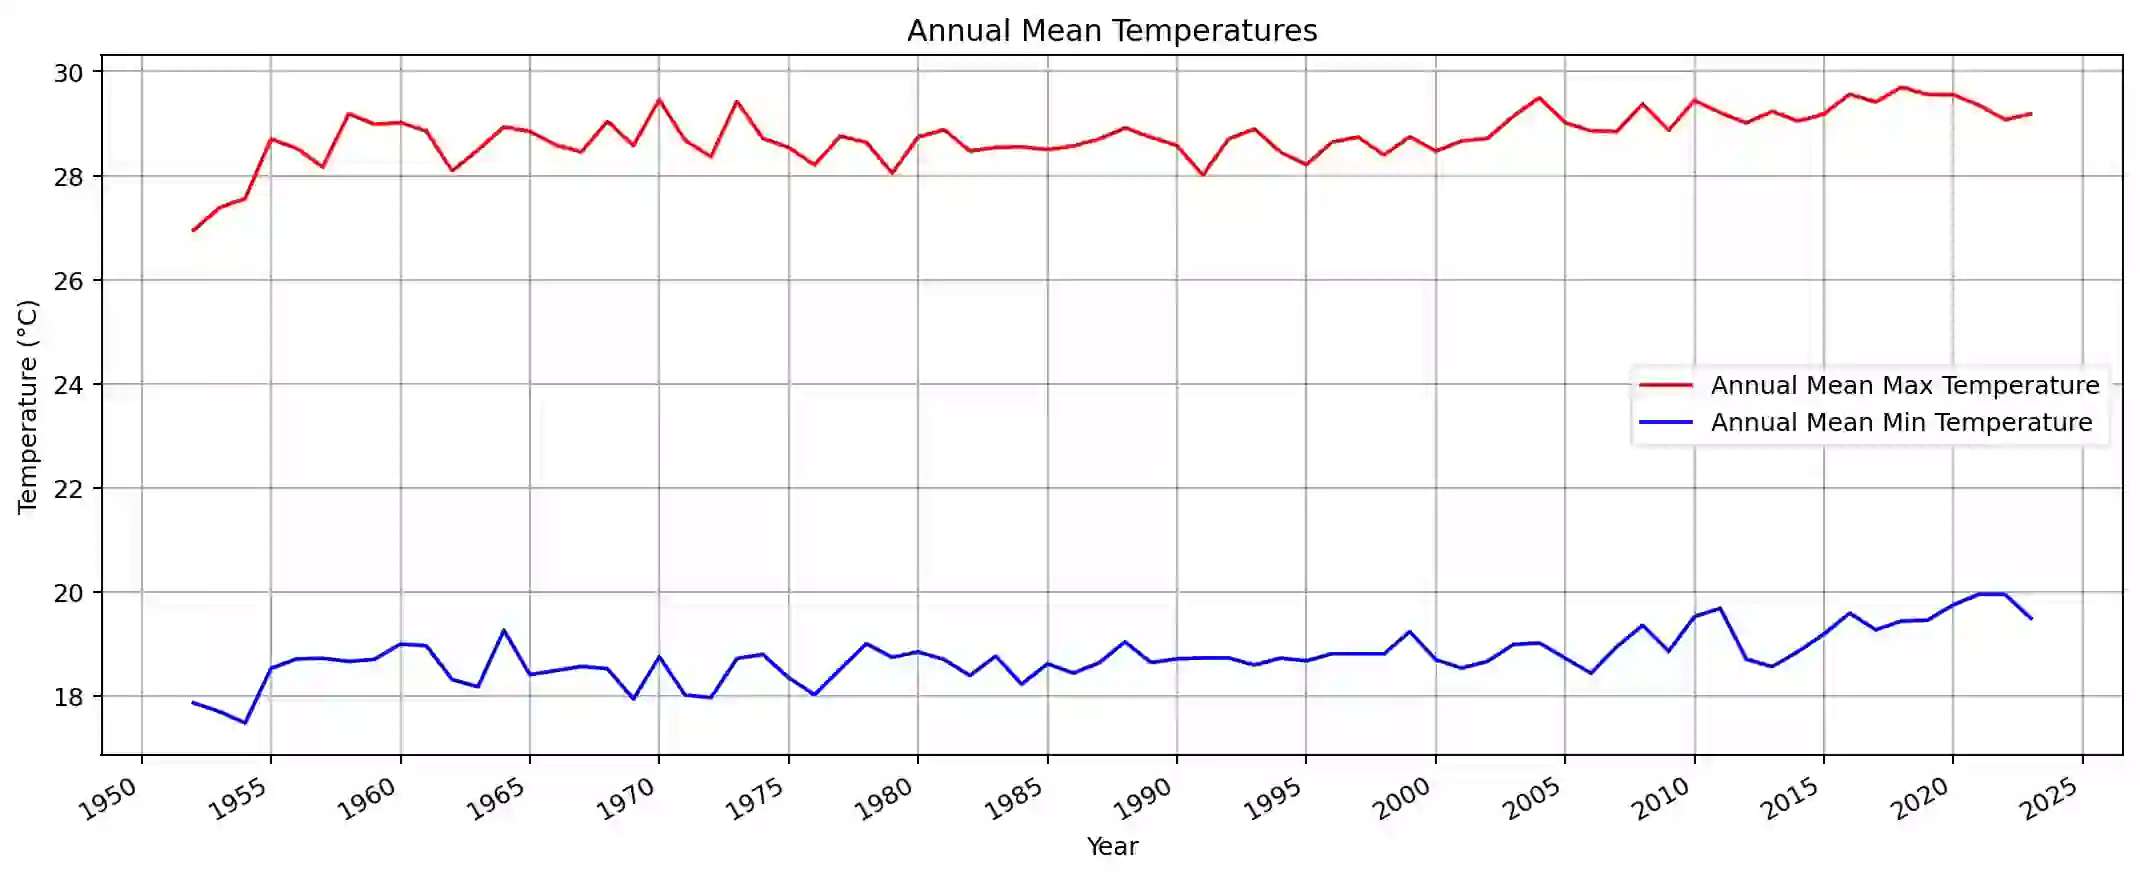 Annual Mean Temperatures
30
28
26
24
22
20
18
Temperature (°C)
Annual Mean Max Temperature
Annual Mean Min Temperature
1950 1955 1960 1965 1970 1975 1980 1985 1990 1995 2000 2005 2010 2015 2020 2025
Year